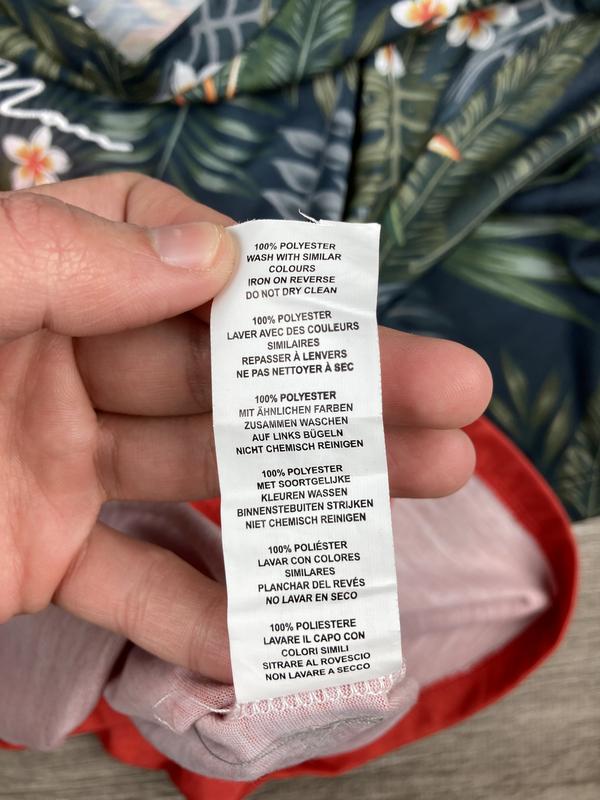 100% POLYESTER
WASH WITH SIMILAR
COLOURS
IRON ON REVERSE
DO NOT DRY CLEAN
100% POLYESTER
LAVER AVEC DES COULEURS
SIMILAIRES
REPASSER À LENVERS
NE PAS NETTOYER À SEC
100% POLYESTER
MIT ÄHNLICHEN FARBEN
ZUSAMMEN WASCHEN
AUF LINKS BÜGELN
NICHT CHEMISCH REINIGEN
100% POLYESTER
MET SOORTGELIJKE
KLEUREN WASSEN
BINNENSTEBUITEN STRIJKEN
NIET CHEMISCH REINIGEN
100% POLIÉSTER
LAVAR CON COLORES
SIMILARES
PLANCHAR DEL REVÉS
NO LAVAR EN SECO
100% POLIESTERE
LAVARE IL CAPO CON
COLORI SIMILI
SITRARE AL ROVESCIO
NON LAVARE A SECCO